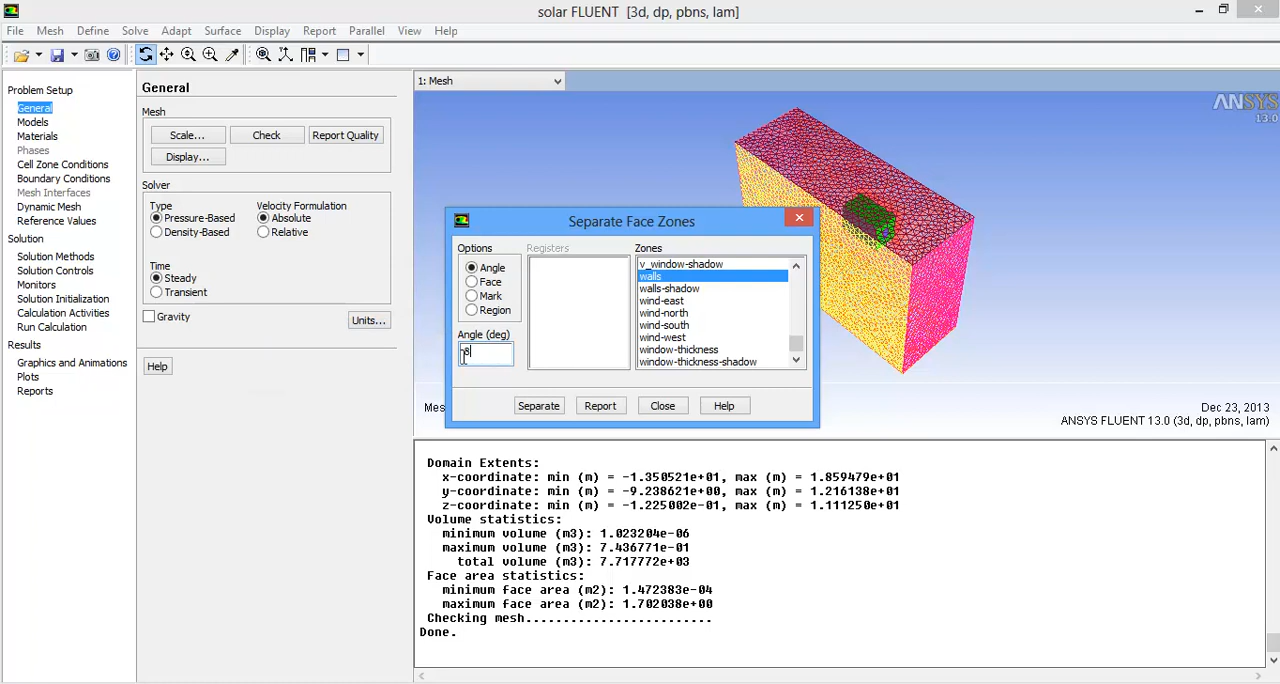 solar FLUENT [3d, dp, pbns, lam]
File Mesh Define Solve Adapt Surface Display Report Parallel View Help
Problem Setup
General
Models
Materials
Phases
Cell Zone Conditions
Boundary Conditions
Mesh Interfaces
Dynamic Mesh
Reference Values
Solution
Solution Methods
Solution Controls
Monitors
Solution Initialization
Calculation Activities
Run Calculation
Results
Graphics and Animations
Plots
Reports
General
Mesh
Scale... Check Report Quality
Display...
Solver
Type Velocity Formulation
Pressure-Based Absolute
Density-Based Relative
Time
Steady
Transient
Gravity Units...
Help
1: Mesh
ANSYS
13.0
Separate Face Zones
Options Registers Zones
Angle
Face
Mark
Region
Angle (deg)
8
v_window-shadow
walls
walls-shadow
wind-east
wind-north
wind-south
wind-west
window-thickness
window-thickness-shadow
Separate Report Close Help
Mes
Dec 23, 2013
ANSYS FLUENT 13.0 (3d, dp, pbns, lam)
Domain Extents:
x-coordinate: min (m) = -1.350521e+01, max (m) = 1.859479e+01
y-coordinate: min (m) = -9.238621e+00, max (m) = 1.216138e+01
z-coordinate: min (m) = -1.225002e-01, max (m) = 1.111250e+01
Volume statistics:
minimum volume (m3): 1.023204e-06
maximum volume (m3): 7.436771e-01
total volume (m3): 7.717772e+03
Face area statistics:
minimum face area (m2): 1.472383e-04
maximum face area (m2): 1.702038e+00
Checking mesh.........................
Done.